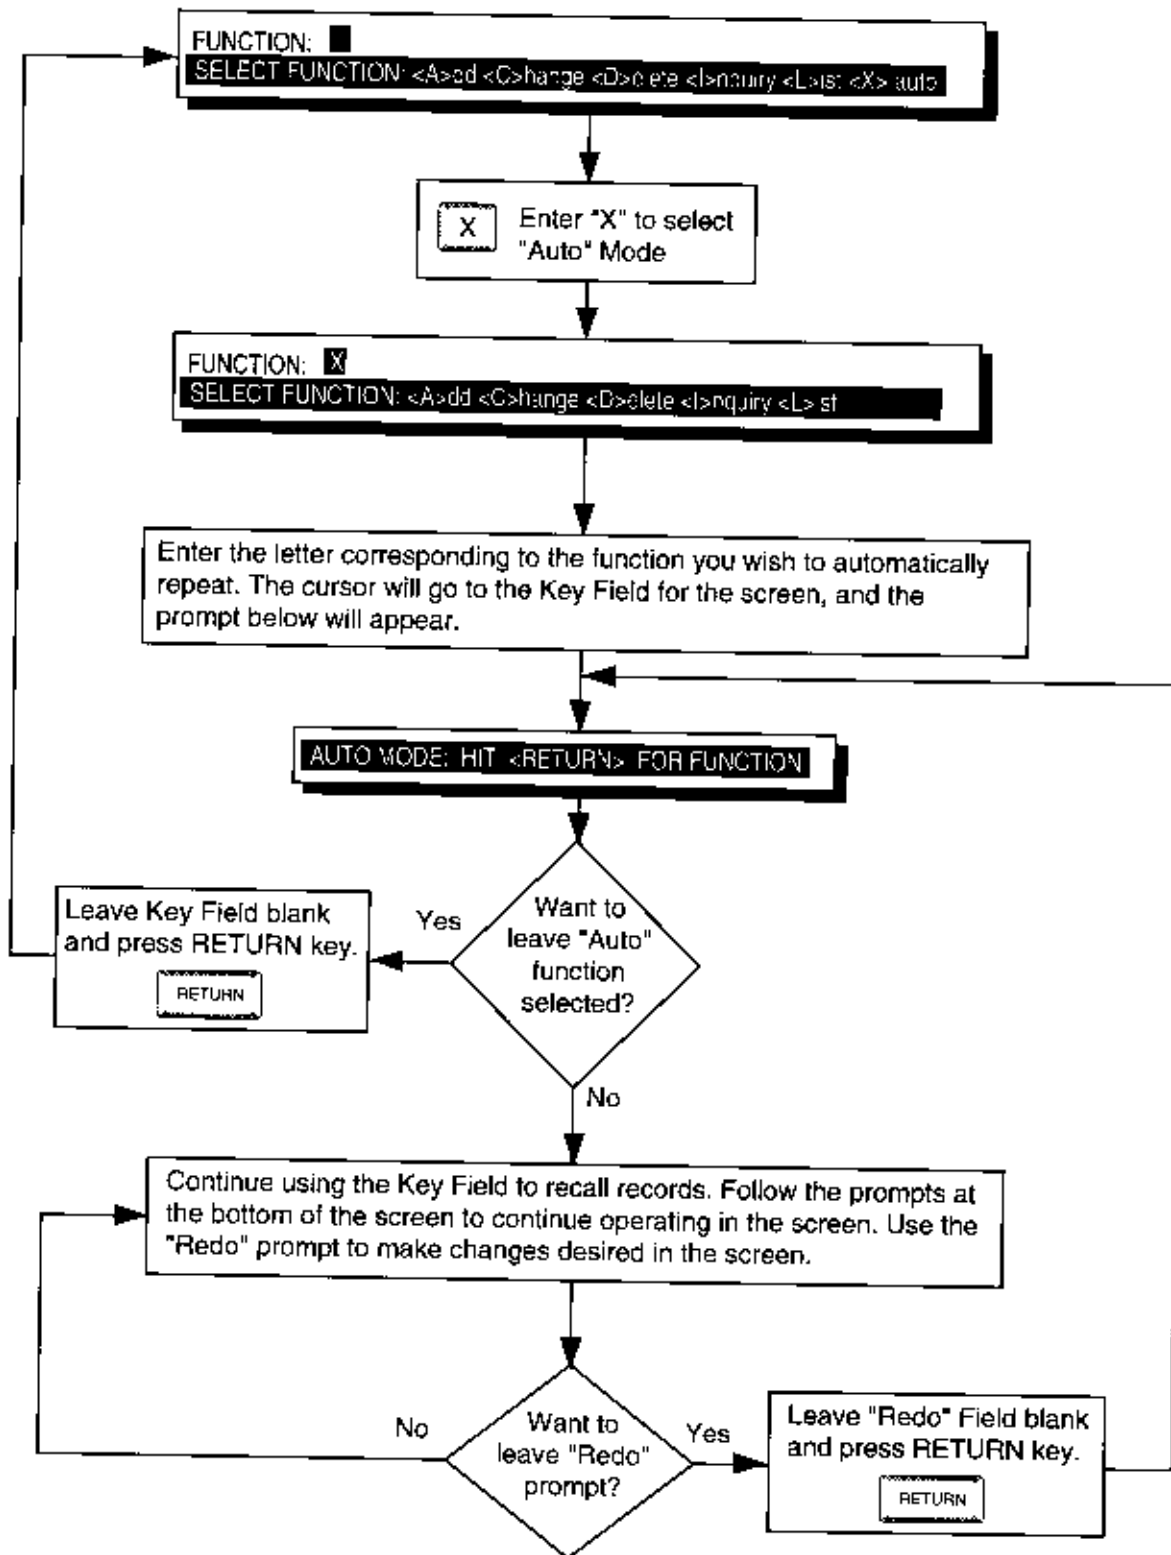 FUNCTION:
SELECT FUNCTION: <A>dd <C>hange <D>elete <I>nquiry <L>ist <X> auto
X
Enter "X" to select
"Auto" Mode
FUNCTION: X
SELECT FUNCTION: <A>dd <C>hange <D>elete <I>nquiry <L>ist
Enter the letter corresponding to the function you wish to automatically
repeat. The cursor will go to the Key Field for the screen, and the
prompt below will appear.
AUTO MODE: HIT <RETURN> FOR FUNCTION
Want to
leave "Auto"
function
selected?
Yes
Leave Key Field blank
and press RETURN key.
RETURN
No
Continue using the Key Field to recall records. Follow the prompts at
the bottom of the screen to continue operating in the screen. Use the
"Redo" prompt to make changes desired in the screen.
Want to
leave "Redo"
prompt?
No
Yes
Leave "Redo" Field blank
and press RETURN key.
RETURN